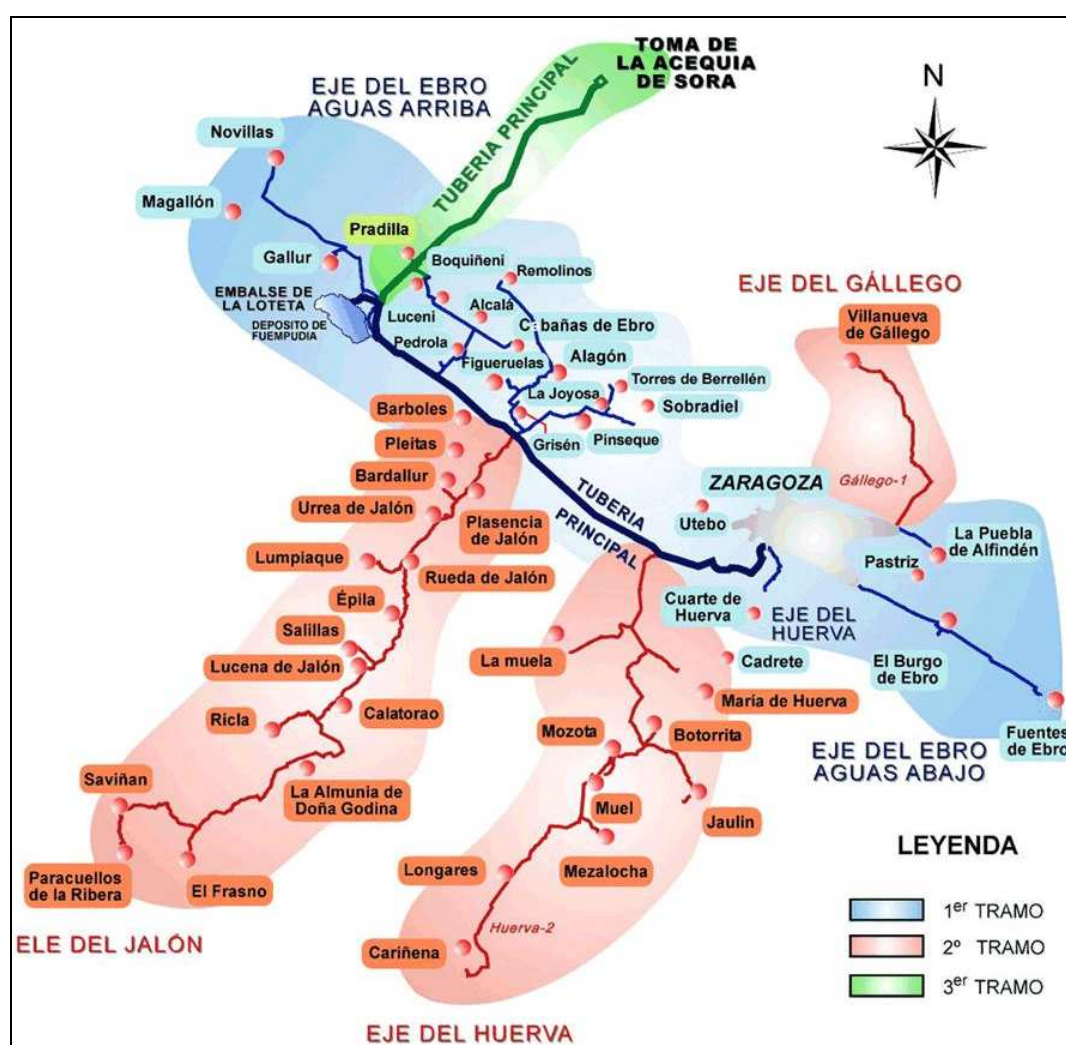 TOMA DE
LA ACEQUIA
DE SORA
N
EJE DEL EBRO
AGUAS ARRIBA
TUBERIA PRINCIPAL
Novillas
Magallón
Pradilla
Gallur
Boquiñeni
Remolinos
EJE DEL GÁLLEGO
EMBALSE DE
LA LOTETA
DEPOSITO DE
FUEMPUDIA
Luceni
Alcalá
Villanueva
de Gállego
Cabañas de Ebro
Pedrola
Figueruelas
Alagón
Torres de Berrellén
La Joyosa
Sobradiel
Barboles
Grisén
Pinseque
Pleitas
Bardallur
Gállego-1
ZARAGOZA
Urrea de Jalón
Plasencia
de Jalón
TUBERIA
PRINCIPAL
Utebo
La Puebla
de Alfindén
Pastriz
Lumpiaque
Rueda de Jalón
Épila
Cuarte de
Huerva
EJE DEL
HUERVA
Salillas
Lucena de Jalón
La muela
Cadrete
El Burgo
de Ebro
María de Huerva
Ricla
Calatorao
Mozota
Botorrita
Fuentes
de Ebro
EJE DEL EBRO
AGUAS ABAJO
Saviñan
La Almunia de
Doña Godina
Muel
Jaulin
Paracuellos
de la Ribera
El Frasno
Longares
Mezalocha
LEYENDA
Huerva-2
1er TRAMO
ELE DEL JALÓN
Cariñena
2º TRAMO
3er TRAMO
EJE DEL HUERVA